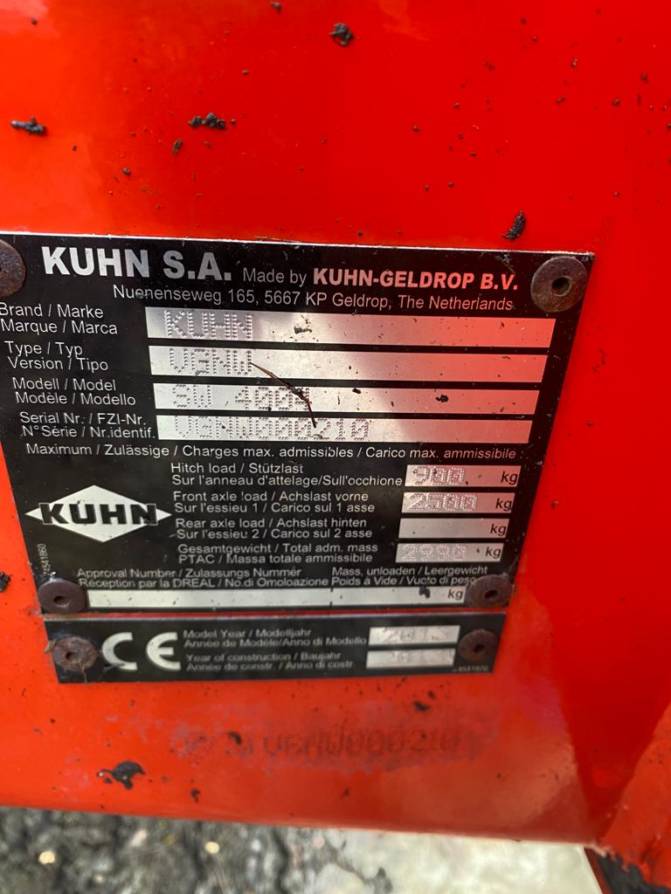 KUHN S.A. Made by KUHN-GELDROP B.V.
Nuenenseweg 165, 5667 KP Geldrop, The Netherlands
Brand / Marke
Marque / Marca
KUHN
Type / Typ
Version / Tipo
VGNW
Modell / Model
Modèle / Modello
SW 4004
Serial Nr. / FZI-Nr.
N°Série / Nr.identif.
VGNW000210
Maximum / Zulässige / Charges max. admissibles / Carico max. ammissibile
Hitch load / Stützlast
Sur l'anneau d'attelage/Sull'occhione
900 kg
Front axle load / Achslast vorne
Sur l'essieu 1 / Carico sul 1 asse
2500 kg
Rear axle load / Achslast hinten
Sur l'essieu 2 / Carico sul 2 asse
kg
Gesamtgewicht / Total adm. mass
PTAC / Massa totale ammissibile
kg
KUHN
Approval Number / Zulassungs Nummer Mass, unloaden / Leergewicht
Réception par la DREAL / No.di Omoloazione Poids à Vide / Vucto di peso
kg
CE
Model Year / Modelljahr
Année de Modèle/Anno di Modello
2013
Year of construction / Baujahr
Année de constr. / Anno di costr
VGNW000210